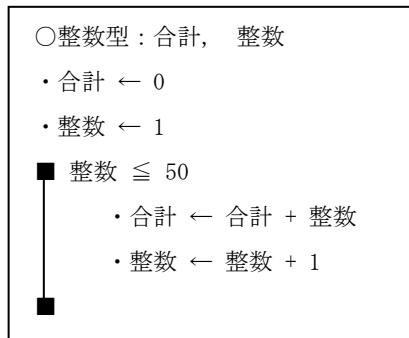 ○整数型：合計， 整数
・合計 ← 0
・整数 ← 1
■ 整数 ≦ 50
・合計 ← 合計 + 整数
・整数 ← 整数 + 1
■